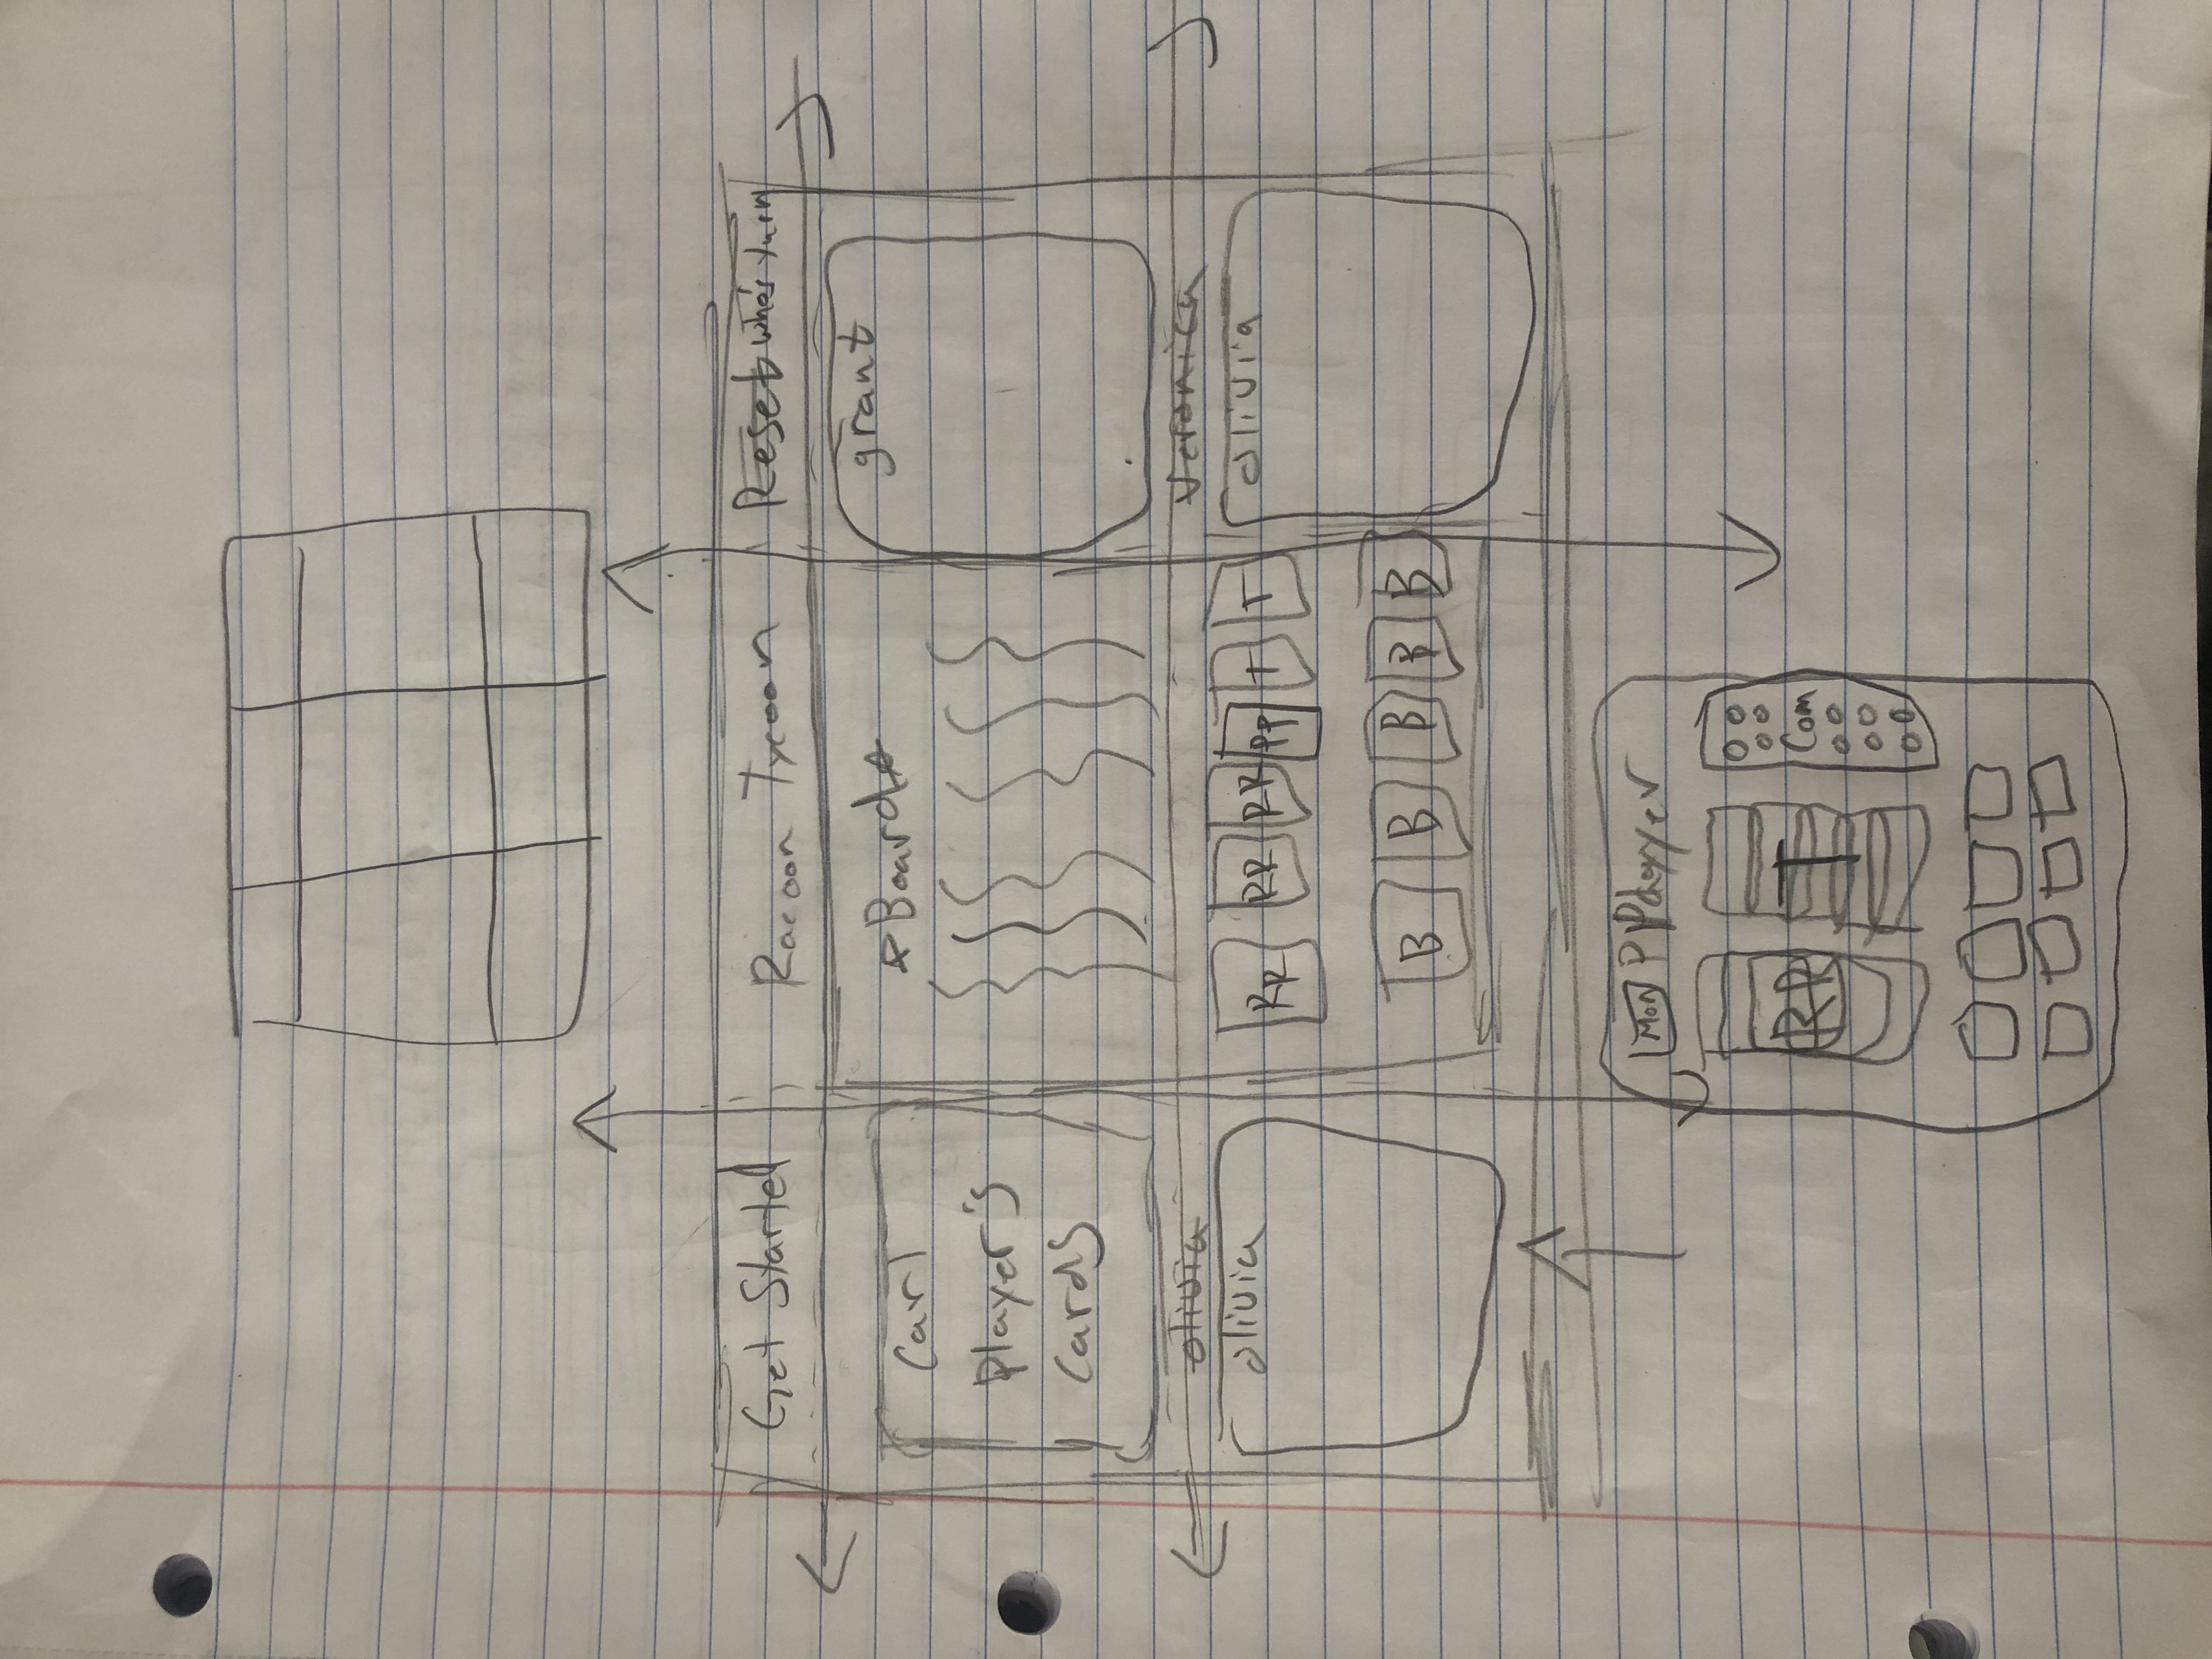 Get Started
Racoon Tycoon
Reset who's turn
Carl
Player's
Cards
Board
grant
olivia
Veronica
olivia
olivia
RR RR RR PP T T
B B B B B
Mon
RR T Com